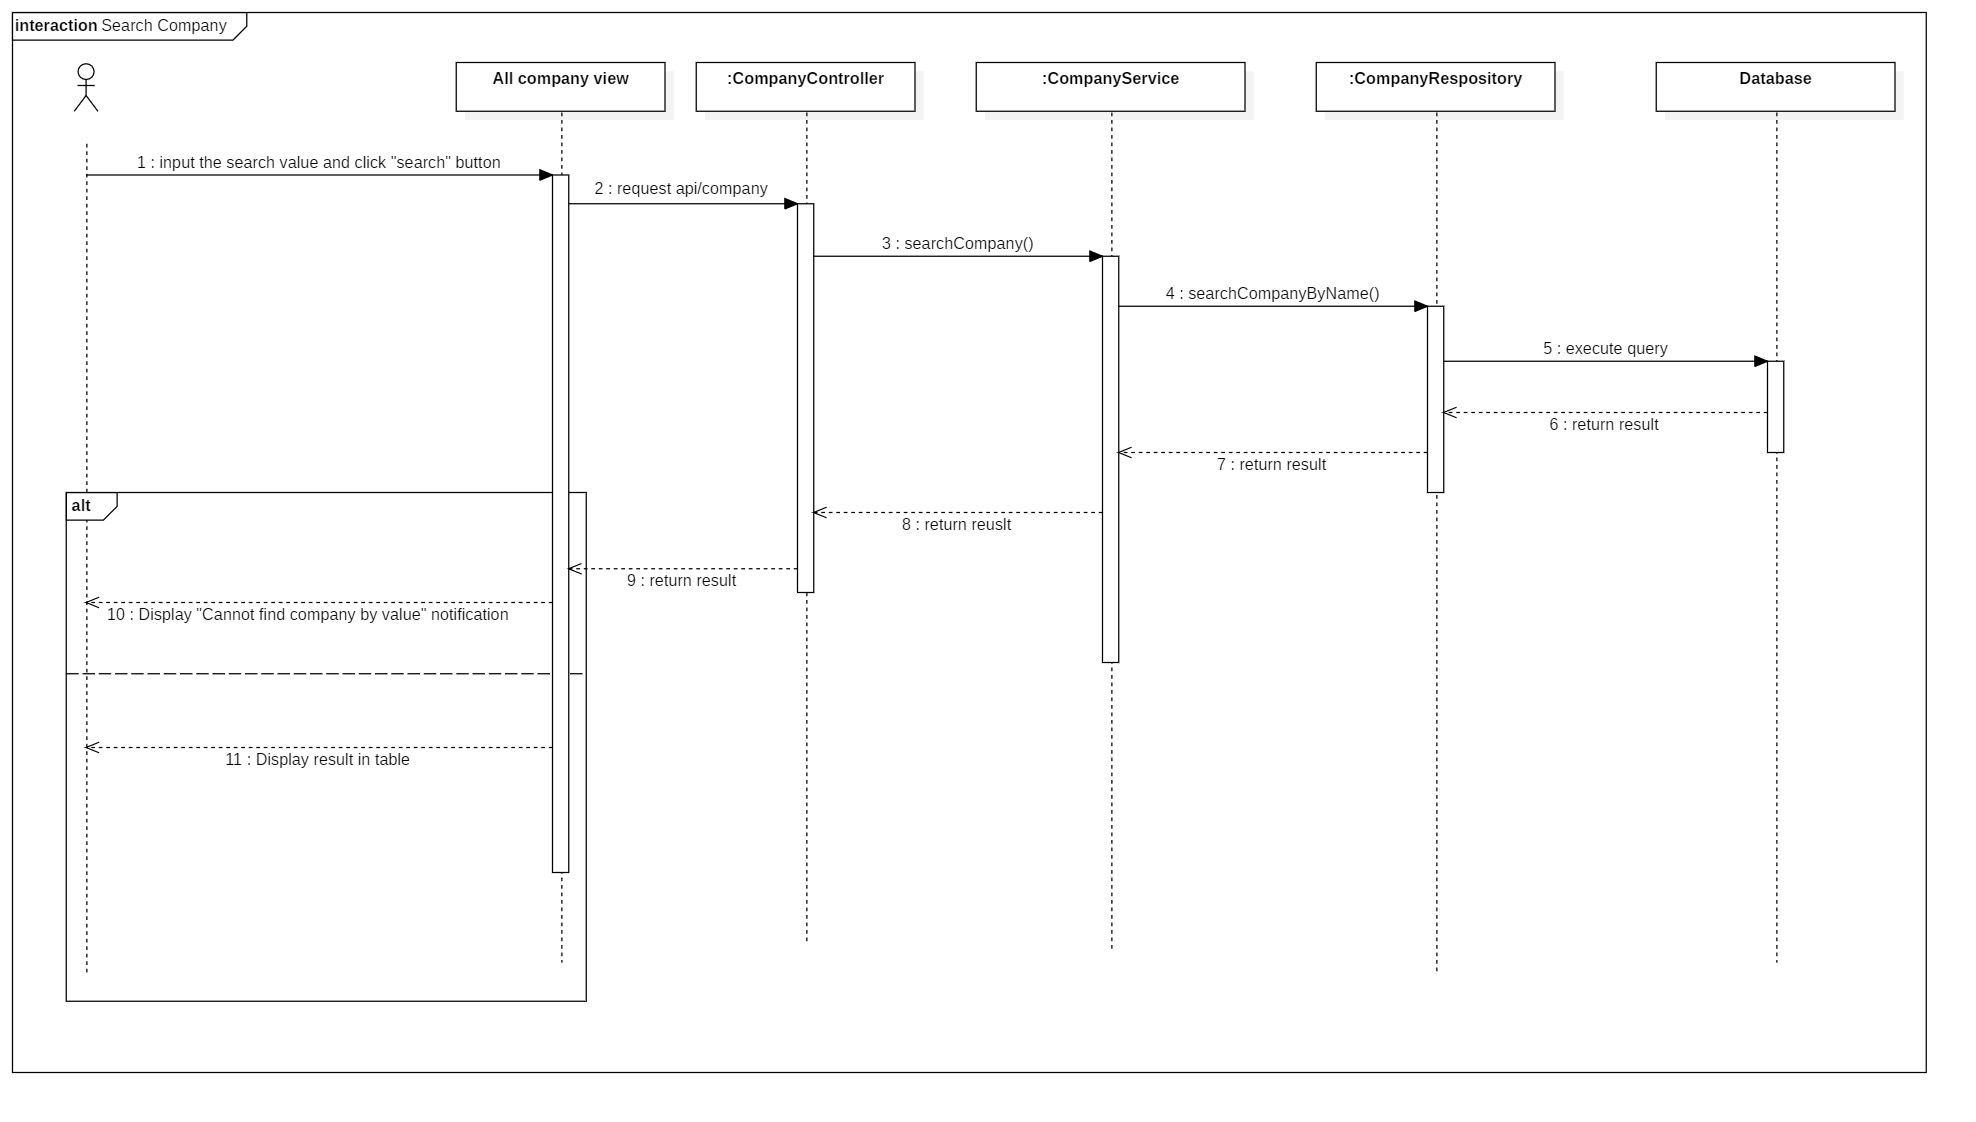 interaction Search Company
All company view
:CompanyController
:CompanyService
:CompanyRespository
Database
1 : input the search value and click "search" button
2 : request api/company
3 : searchCompany()
4 : searchCompanyByName()
5 : execute query
6 : return result
7 : return result
alt
8 : return reuslt
9 : return result
10 : Display "Cannot find company by value" notification
11 : Display result in table